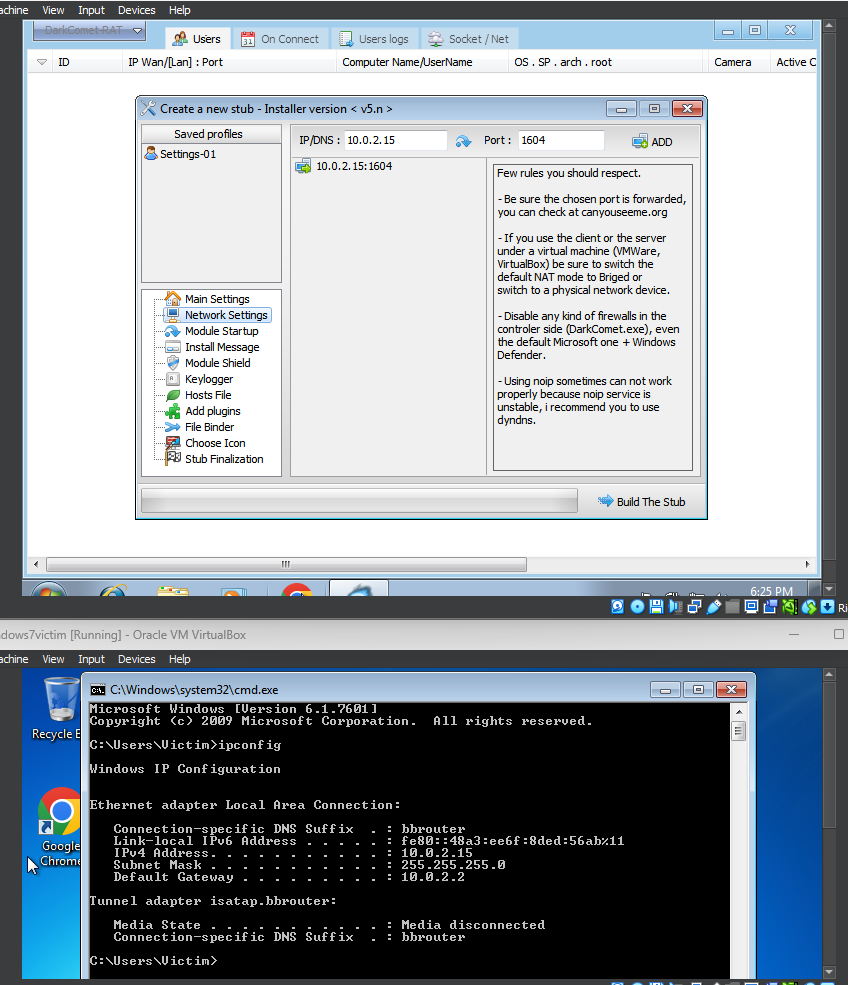 achine View Input Devices Help
DarkComet-RAT
Users
On Connect
Users logs
Socket / Net
ID IP Wan/[Lan] : Port Computer Name/UserName OS . SP . arch . root Camera Active C
Create a new stub - Installer version < v5.n >
Saved profiles
Settings-01
IP/DNS : 10.0.2.15 Port : 1604 ADD
10.0.2.15:1604
Main Settings
Network Settings
Module Startup
Install Message
Module Shield
Keylogger
Hosts File
Add plugins
File Binder
Choose Icon
Stub Finalization
Few rules you should respect.
- Be sure the chosen port is forwarded,
you can check at canyouseeme.org
- If you use the client or the server
under a virtual machine (VMWare,
VirtualBox) be sure to switch the
default NAT mode to Briged or
switch to a physical network device.
- Disable any kind of firewalls in the
controler side (DarkComet.exe), even
the default Microsoft one + Windows
Defender.
- Using noip sometimes can not work
properly because noip service is
unstable, i recommend you to use
dyndns.
Build The Stub
6:25 PM
Ri
ndows7victim [Running] - Oracle VM VirtualBox
achine View Input Devices Help
Recycle B
Google
Chrome
C:\Windows\system32\cmd.exe
Microsoft Windows [Version 6.1.7601]
Copyright (c) 2009 Microsoft Corporation. All rights reserved.
C:\Users\Victim>ipconfig
Windows IP Configuration
Ethernet adapter Local Area Connection:
Connection-specific DNS Suffix . : bbrouter
Link-local IPv6 Address . . . . . : fe80::48a3:ee6f:8ded:56ab%11
IPv4 Address. . . . . . . . . . . : 10.0.2.15
Subnet Mask . . . . . . . . . . . : 255.255.255.0
Default Gateway . . . . . . . . . : 10.0.2.2
Tunnel adapter isatap.bbrouter:
Media State . . . . . . . . . . . : Media disconnected
Connection-specific DNS Suffix . : bbrouter
C:\Users\Victim>